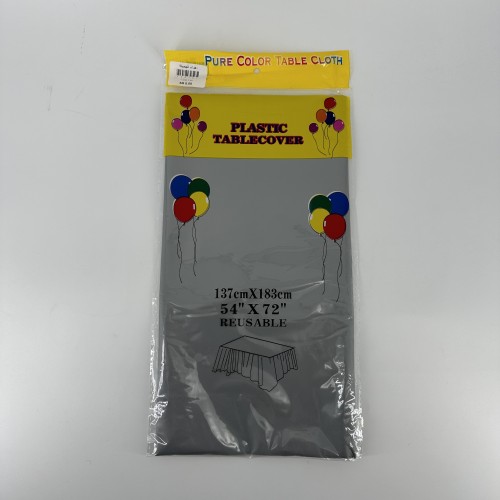 PURE COLOR TABLE CLOTH
PLASTIC
TABLECOVER
137cmX183cm
54" X 72"
REUSABLE